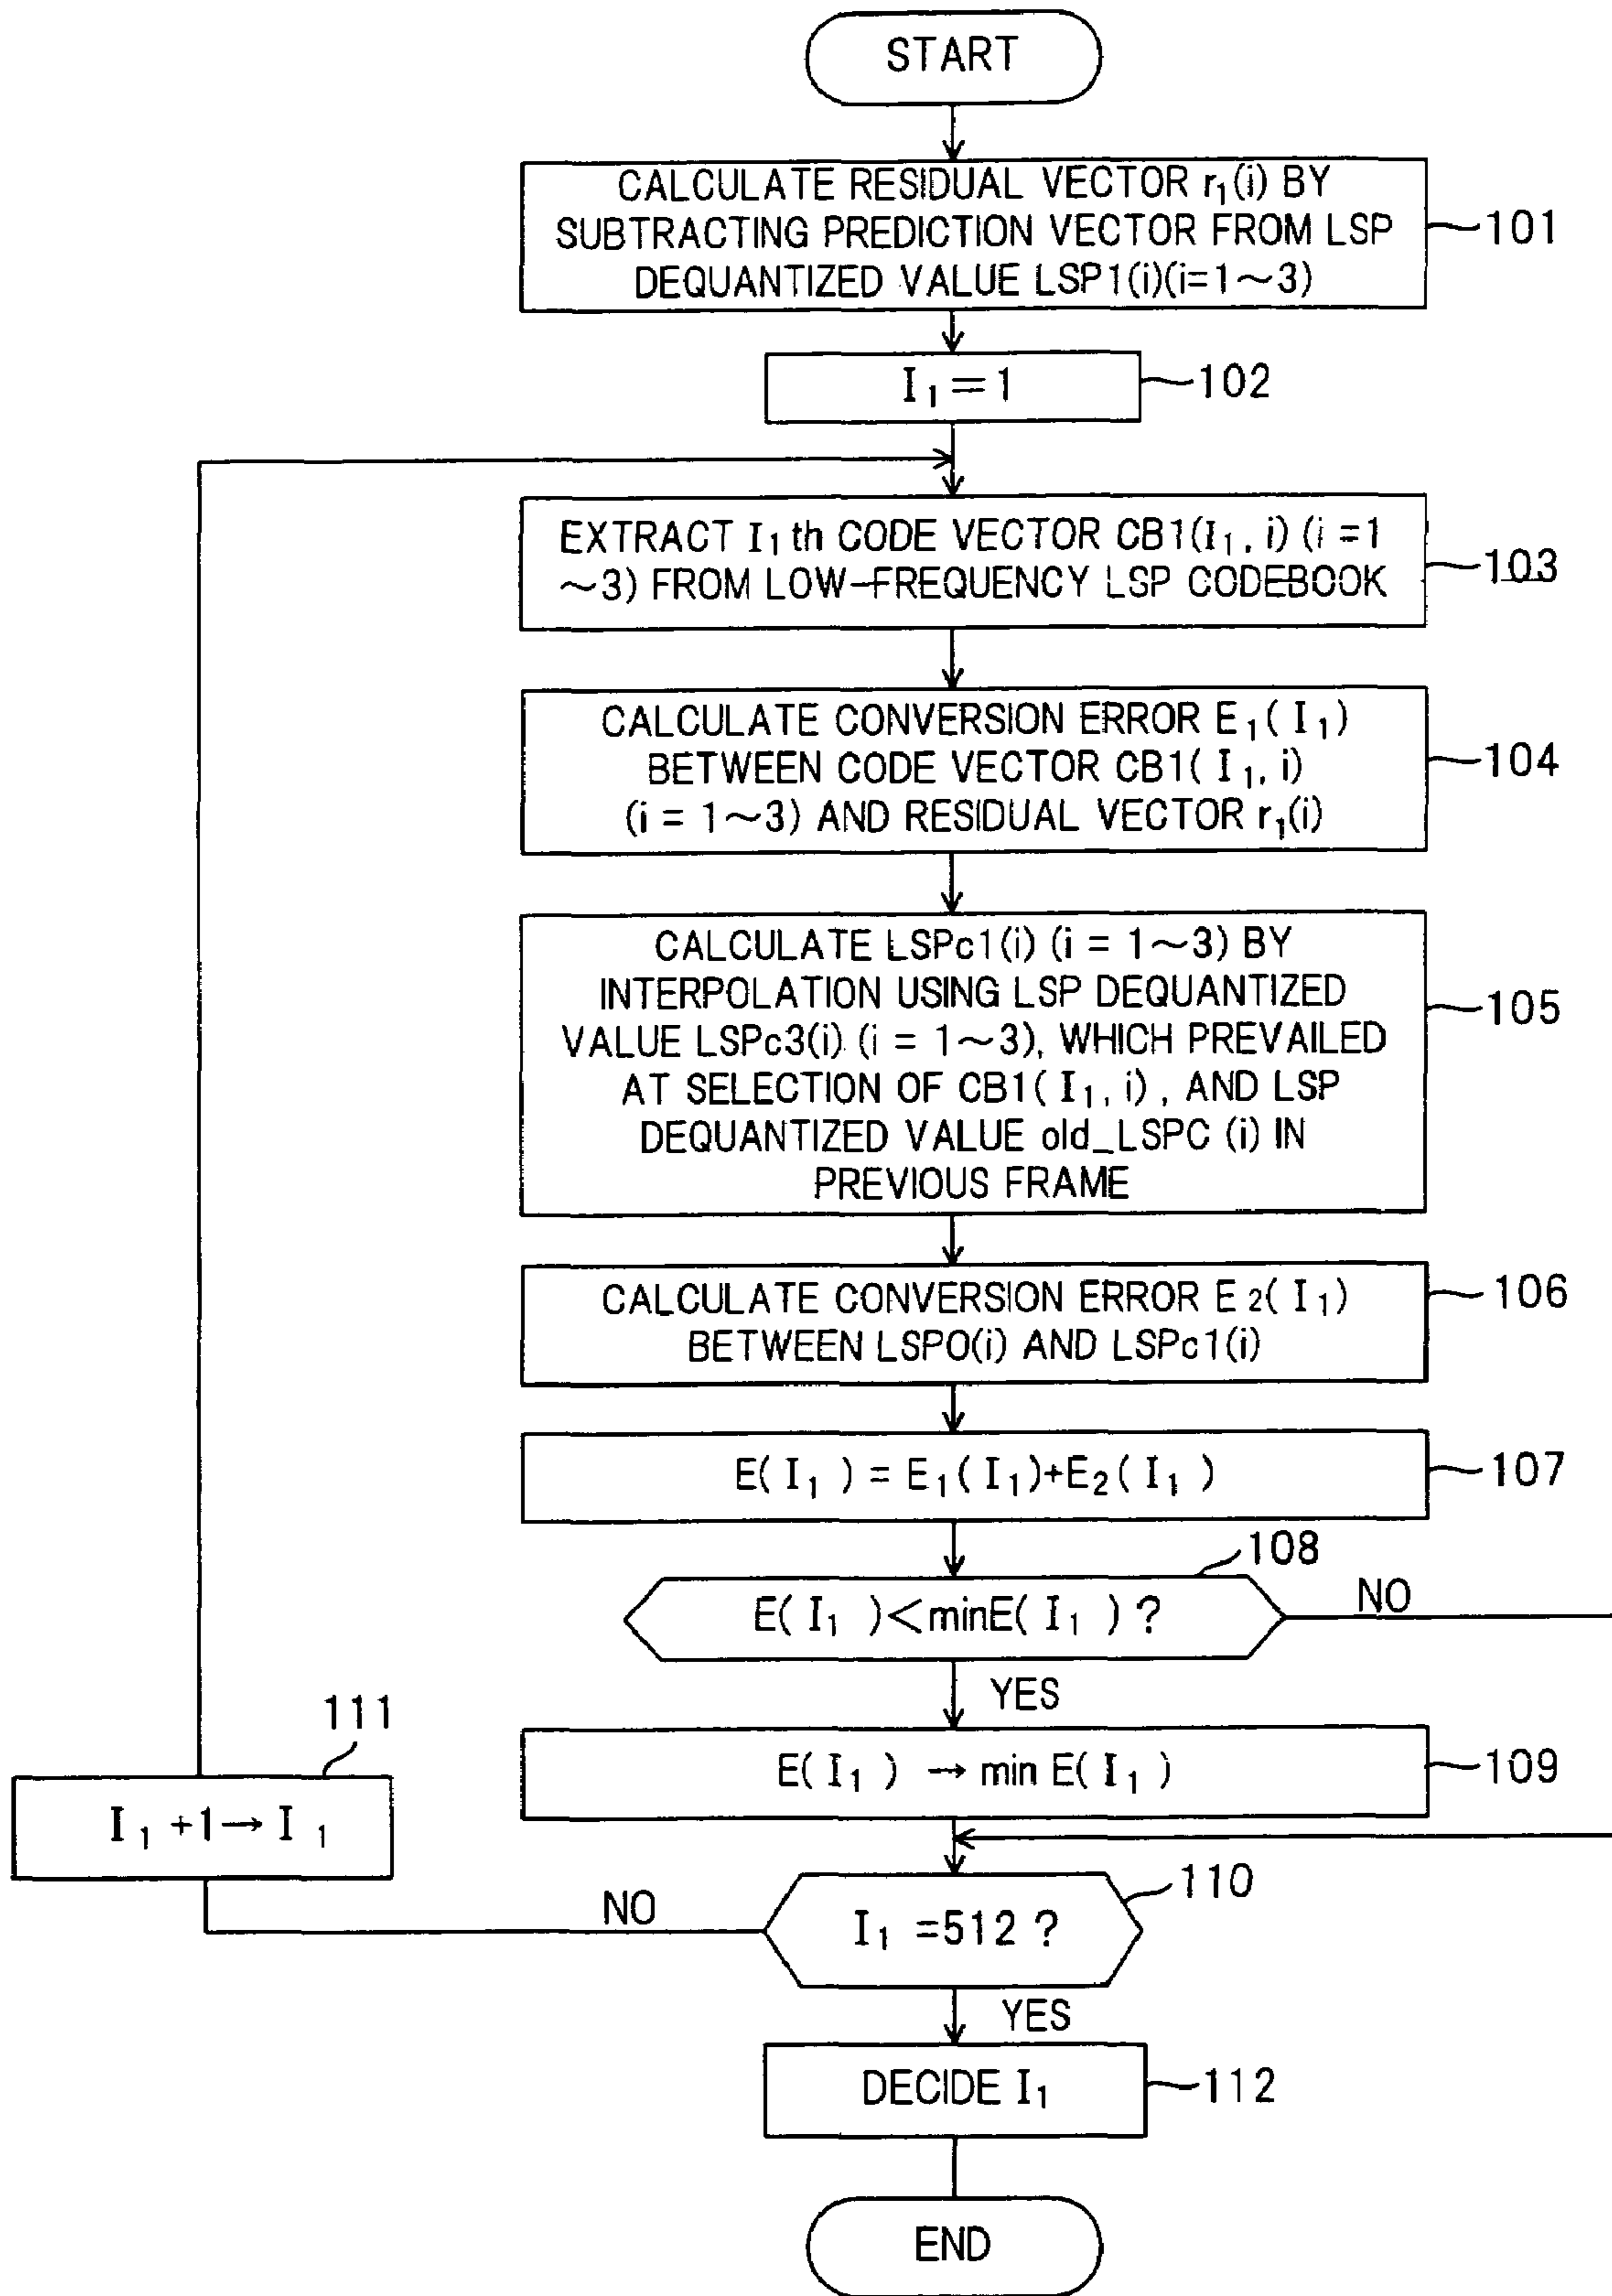 START
CALCULATE RESIDUAL VECTOR r₁(i) BY
SUBTRACTING PREDICTION VECTOR FROM LSP
DEQUANTIZED VALUE LSP1(i)(i=1～3)
101
I₁=1
102
EXTRACT I₁th CODE VECTOR CB1(I₁, i) (i =1
～3) FROM LOW-FREQUENCY LSP CODEBOOK
103
CALCULATE CONVERSION ERROR E₁(I₁)
BETWEEN CODE VECTOR CB1(I₁, i)
(i = 1～3) AND RESIDUAL VECTOR r₁(i)
104
CALCULATE LSPc1(i) (i = 1～3) BY
INTERPOLATION USING LSP DEQUANTIZED
VALUE LSPc3(i) (i = 1～3), WHICH PREVAILED
AT SELECTION OF CB1(I₁, i), AND LSP
DEQUANTIZED VALUE old_LSPC (i) IN
PREVIOUS FRAME
105
CALCULATE CONVERSION ERROR E2(I₁)
BETWEEN LSP0(i) AND LSPc1(i)
106
E(I₁) = E₁(I₁)+E₂(I₁)
107
108
E(I₁)<minE(I₁)?
NO
YES
E(I₁) → min E(I₁)
109
111
I₁+1→I₁
110
I₁=512 ?
NO
YES
DECIDE I₁
112
END